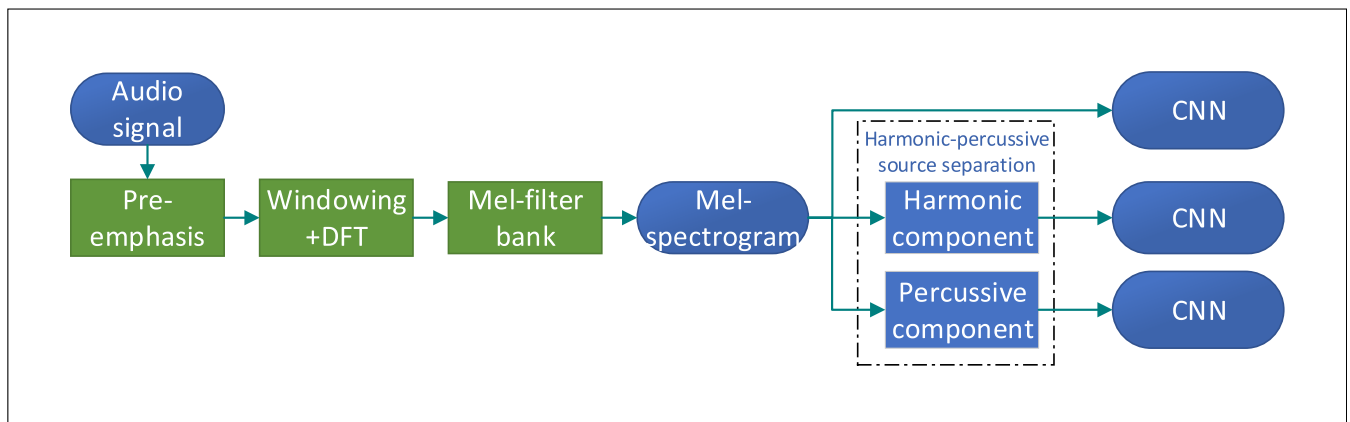 Audio
signal
Pre-
emphasis
Windowing
+DFT
Mel-filter
bank
Mel-
spectrogram
Harmonic-percussive
source separation
Harmonic
component
Percussive
component
CNN
CNN
CNN